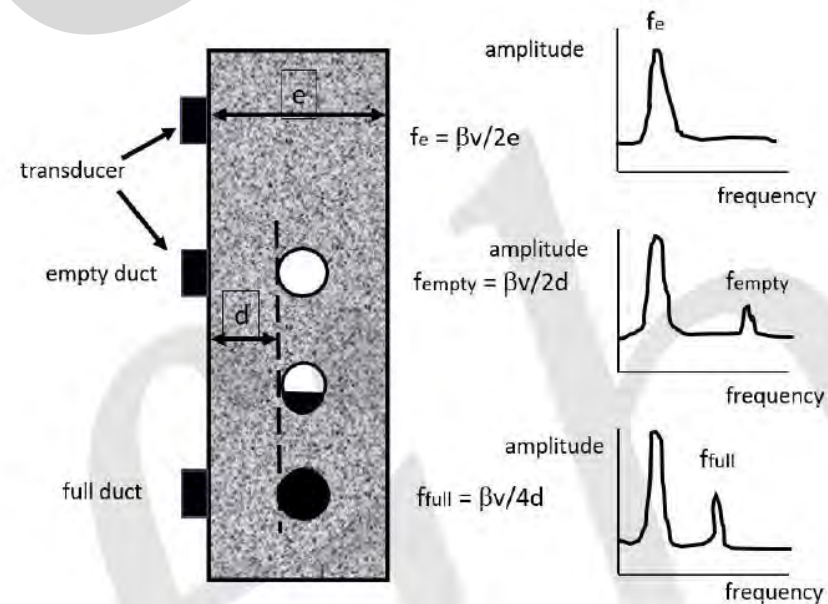 fe
amplitude
e
fe = βv/2e
transducer
frequency
amplitude
empty duct
fempty = βv/2d
fempty
d
frequency
amplitude
ffull
full duct
ffull = βv/4d
frequency